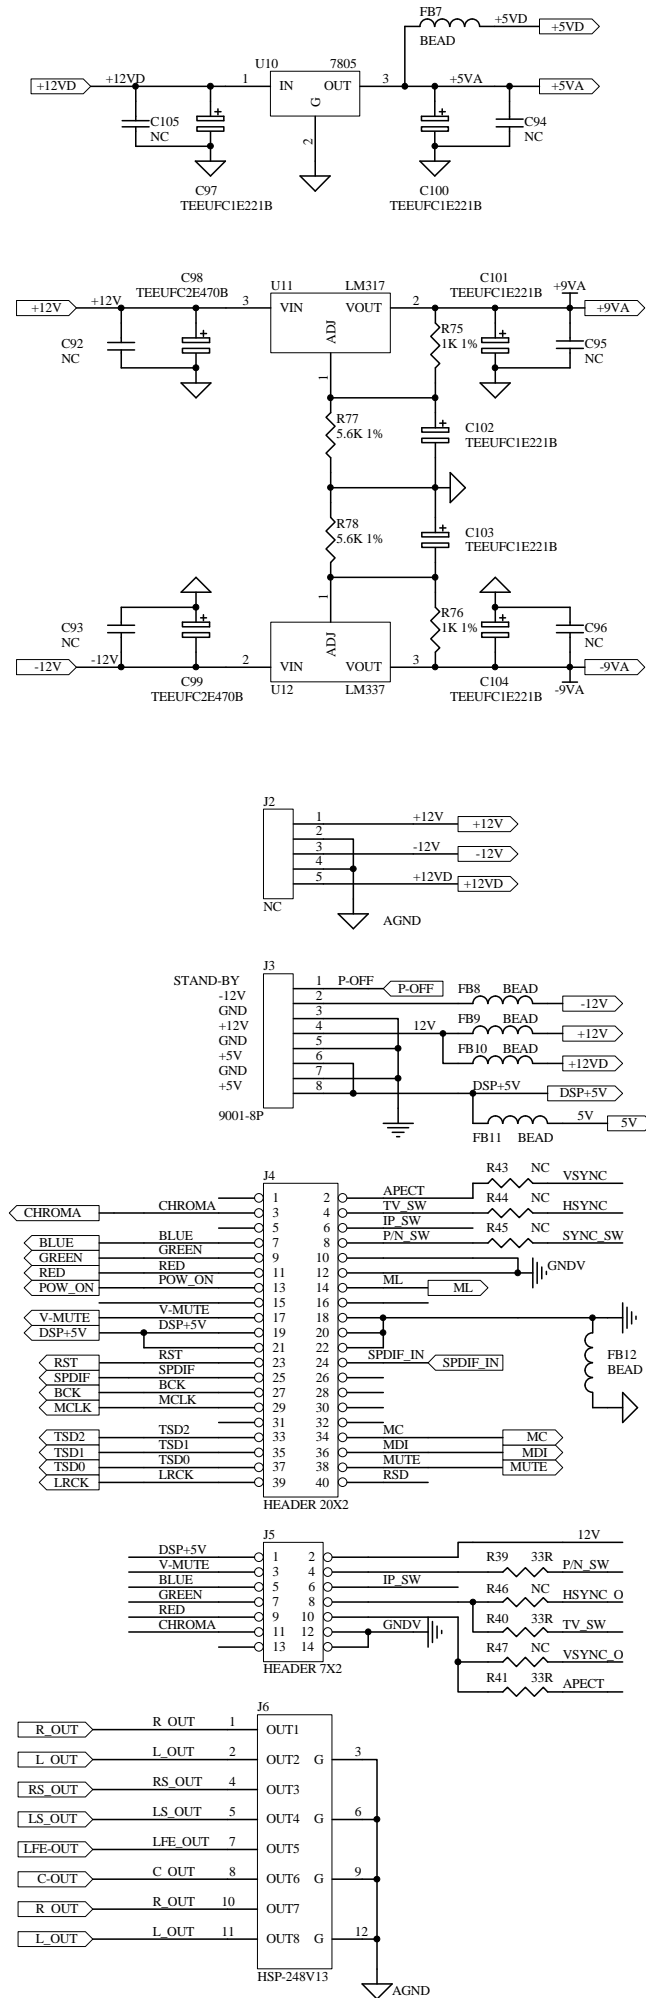 FB7
+5VD
+5VD
BEAD
U10
7805
+12VD
+12VD
1
IN
OUT
3
+5VA
+5VA
G
C105
NC
C94
NC
2
C97
TEEUFC1E221B
C100
TEEUFC1E221B
C98
TEEUFC2E470B
U11
LM317
C101
TEEUFC1E221B
+9VA
+12V
+12V
3
VIN
VOUT
2
+9VA
C92
NC
ADJ
R75
1K 1%
C95
NC
1
R77
5.6K 1%
C102
TEEUFC1E221B
R78
5.6K 1%
C103
TEEUFC1E221B
1
C93
NC
ADJ
R76
1K 1%
C96
NC
-12V
-12V
2
VIN
VOUT
3
-9VA
C99
TEEUFC2E470B
U12
LM337
C104
TEEUFC1E221B
-9VA
J2
1
+12V
+12V
2
3
-12V
-12V
4
5
+12VD
+12VD
NC
AGND
J3
STAND-BY
1
P-OFF
P-OFF
FB8
BEAD
-12V
2
-12V
GND
3
FB9
BEAD
+12V
4
12V
+12V
GND
5
FB10
BEAD
+5V
6
+12VD
GND
7
+5V
8
DSP+5V
DSP+5V
9001-8P
5V
5V
FB11
BEAD
J4
R43
NC
VSYNC
1
2
APECT
CHROMA
CHROMA
3
4
TV_SW
R44
NC
HSYNC
5
6
IP_SW
BLUE
BLUE
7
8
P/N_SW
R45
NC
SYNC_SW
GREEN
GREEN
9
10
RED
RED
11
12
GNDV
POW_ON
POW_ON
13
14
ML
ML
15
16
V-MUTE
V-MUTE
17
18
DSP+5V
DSP+5V
19
20
21
22
RST
RST
23
24
SPDIF_IN
SPDIF_IN
FB12
BEAD
SPDIF
SPDIF
25
26
BCK
BCK
27
28
MCLK
MCLK
29
30
31
32
TSD2
TSD2
33
34
MC
MC
TSD1
TSD1
35
36
MDI
MDI
TSD0
TSD0
37
38
MUTE
MUTE
LRCK
LRCK
39
40
RSD
HEADER 20X2
J5
12V
DSP+5V
1
2
V-MUTE
3
4
R39
33R
P/N_SW
BLUE
5
6
IP_SW
GREEN
7
8
R46
NC
HSYNC_O
RED
9
10
R40
33R
TV_SW
CHROMA
11
12
GNDV
13
14
R47
NC
VSYNC_O
HEADER 7X2
R41
33R
APECT
J6
R_OUT
R_OUT
1
OUT1
L_OUT
L_OUT
2
OUT2
G
3
RS_OUT
RS_OUT
4
OUT3
LS_OUT
LS_OUT
5
OUT4
G
6
LFE-OUT
LFE_OUT
7
OUT5
C-OUT
C_OUT
8
OUT6
G
9
R_OUT
R_OUT
10
OUT7
L_OUT
L_OUT
11
OUT8
G
12
HSP-248V13
AGND